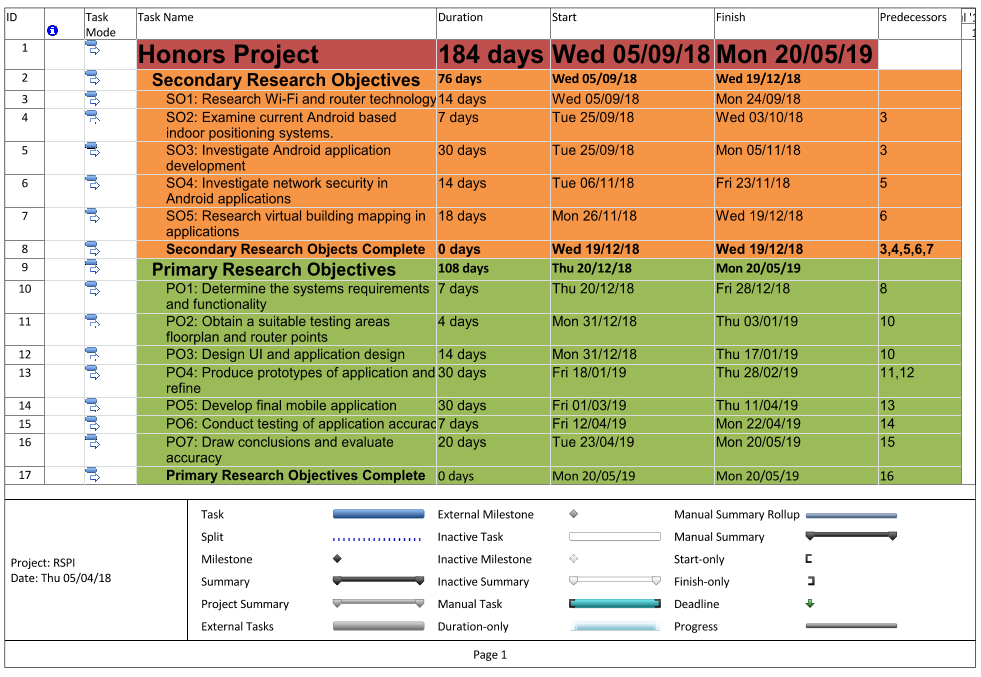 ID Task Mode Task Name Duration Start Finish Predecessors
1 Honors Project 184 days Wed 05/09/18 Mon 20/05/19
2 Secondary Research Objectives 76 days Wed 05/09/18 Wed 19/12/18
3 SO1: Research Wi-Fi and router technology 14 days Wed 05/09/18 Mon 24/09/18
4 SO2: Examine current Android based 7 days Tue 25/09/18 Wed 03/10/18 3
indoor positioning systems.
5 SO3: Investigate Android application 30 days Tue 25/09/18 Mon 05/11/18 3
development
6 SO4: Investigate network security in 14 days Tue 06/11/18 Fri 23/11/18 5
Android applications
7 SO5: Research virtual building mapping in 18 days Mon 26/11/18 Wed 19/12/18 6
applications
8 Secondary Research Objects Complete 0 days Wed 19/12/18 Wed 19/12/18 3,4,5,6,7
9 Primary Research Objectives 108 days Thu 20/12/18 Mon 20/05/19
10 PO1: Determine the systems requirements 7 days Thu 20/12/18 Fri 28/12/18 8
and functionality
11 PO2: Obtain a suitable testing areas 4 days Mon 31/12/18 Thu 03/01/19 10
floorplan and router points
12 PO3: Design UI and application design 14 days Mon 31/12/18 Thu 17/01/19 10
13 PO4: Produce prototypes of application and 30 days Fri 18/01/19 Thu 28/02/19 11,12
refine
14 PO5: Develop final mobile application 30 days Fri 01/03/19 Thu 11/04/19 13
15 PO6: Conduct testing of application accurac 7 days Fri 12/04/19 Mon 22/04/19 14
16 PO7: Draw conclusions and evaluate 20 days Tue 23/04/19 Mon 20/05/19 15
accuracy
17 Primary Research Objectives Complete 0 days Mon 20/05/19 Mon 20/05/19 16
Project: RSPI
Date: Thu 05/04/18
Task External Milestone Manual Summary Rollup
Split Inactive Task Manual Summary
Milestone Inactive Milestone Start-only
Summary Inactive Summary Finish-only
Project Summary Manual Task Deadline
External Tasks Duration-only Progress
Page 1